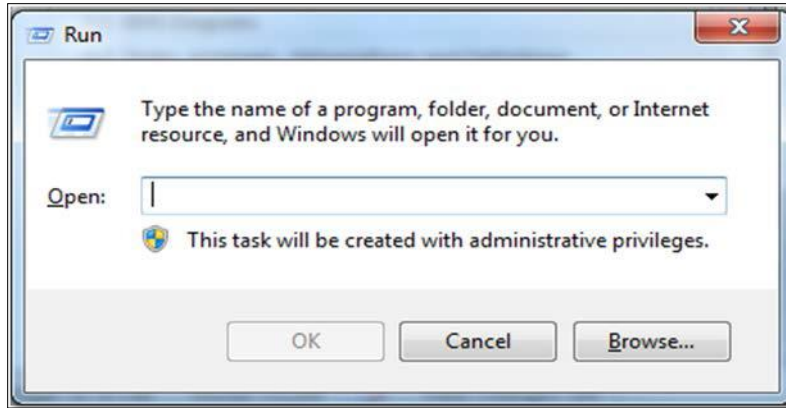 Run
Type the name of a program, folder, document, or Internet
resource, and Windows will open it for you.
Open:
This task will be created with administrative privileges.
OK
Cancel
Browse...